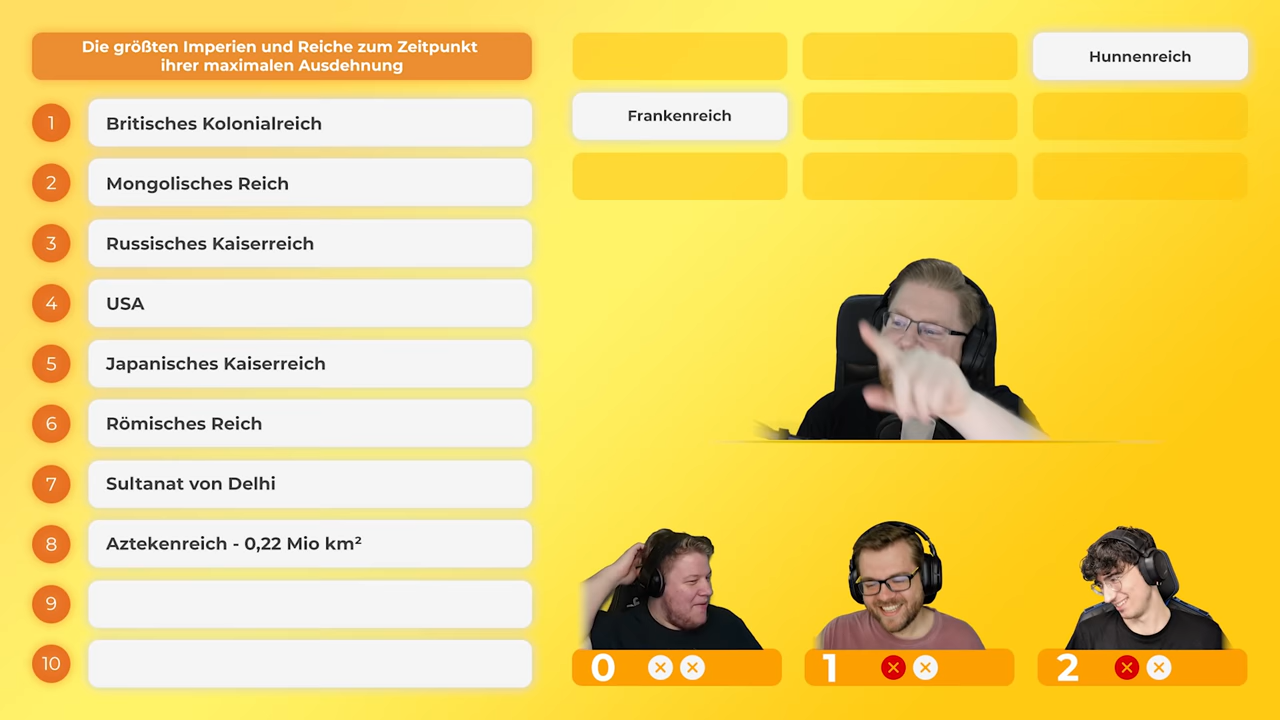 Die größten Imperien und Reiche zum Zeitpunkt
ihrer maximalen Ausdehnung
1 Britisches Kolonialreich
2 Mongolisches Reich
3 Russisches Kaiserreich
4 USA
5 Japanisches Kaiserreich
6 Römisches Reich
7 Sultanat von Delhi
8 Aztekenreich - 0,22 Mio km²
9
10
Hunnenreich
Frankenreich
0
1
2